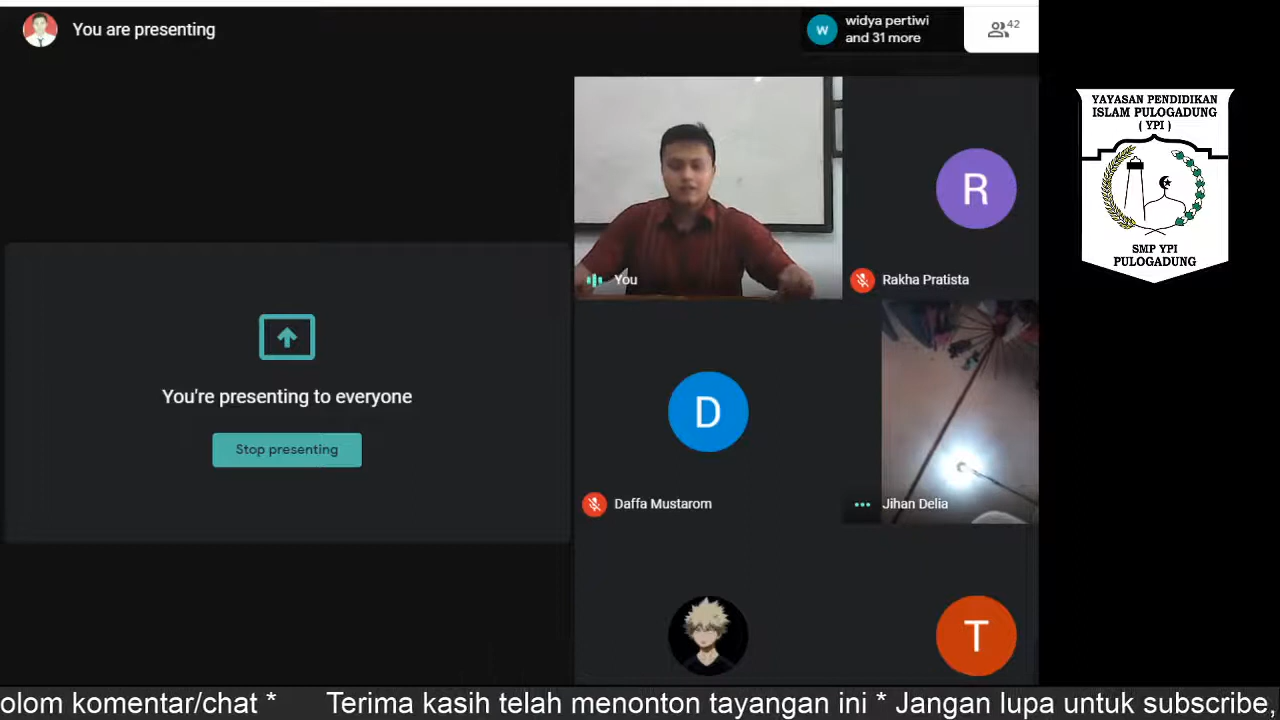 You are presenting
w
widya pertiwi
and 31 more
42
YAYASAN PENDIDIKAN
ISLAM PULOGADUNG
( YPI )
SMP YPI
PULOGADUNG
R
You
Rakha Pratista
You're presenting to everyone
Stop presenting
D
Daffa Mustarom
Jihan Delia
T
olom komentar/chat * Terima kasih telah menonton tayangan ini * Jangan lupa untuk subscribe,